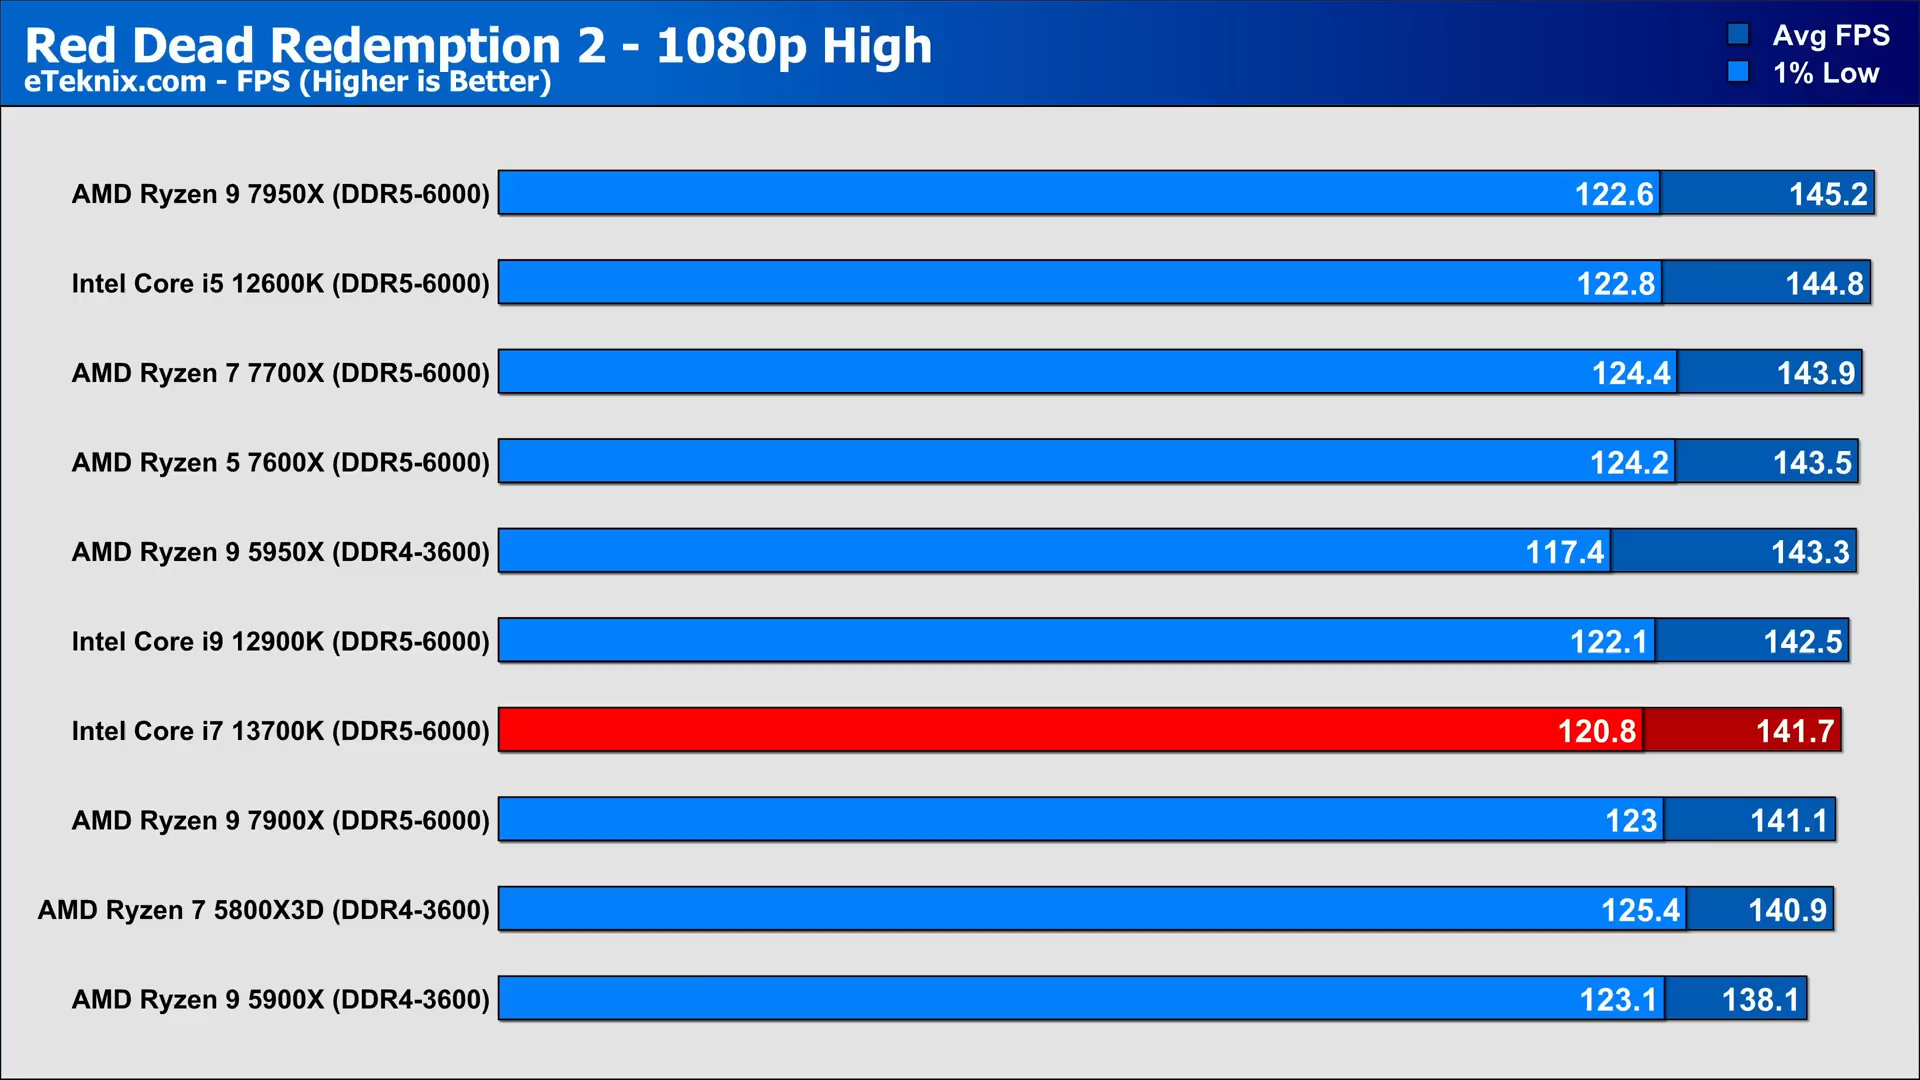 Red Dead Redemption 2 - 1080p High
eTeknix.com - FPS (Higher is Better)
Avg FPS
1% Low
AMD Ryzen 9 7950X (DDR5-6000) 122.6 145.2
Intel Core i5 12600K (DDR5-6000) 122.8 144.8
AMD Ryzen 7 7700X (DDR5-6000) 124.4 143.9
AMD Ryzen 5 7600X (DDR5-6000) 124.2 143.5
AMD Ryzen 9 5950X (DDR4-3600) 117.4 143.3
Intel Core i9 12900K (DDR5-6000) 122.1 142.5
Intel Core i7 13700K (DDR5-6000) 120.8 141.7
AMD Ryzen 9 7900X (DDR5-6000) 123 141.1
AMD Ryzen 7 5800X3D (DDR4-3600) 125.4 140.9
AMD Ryzen 9 5900X (DDR4-3600) 123.1 138.1